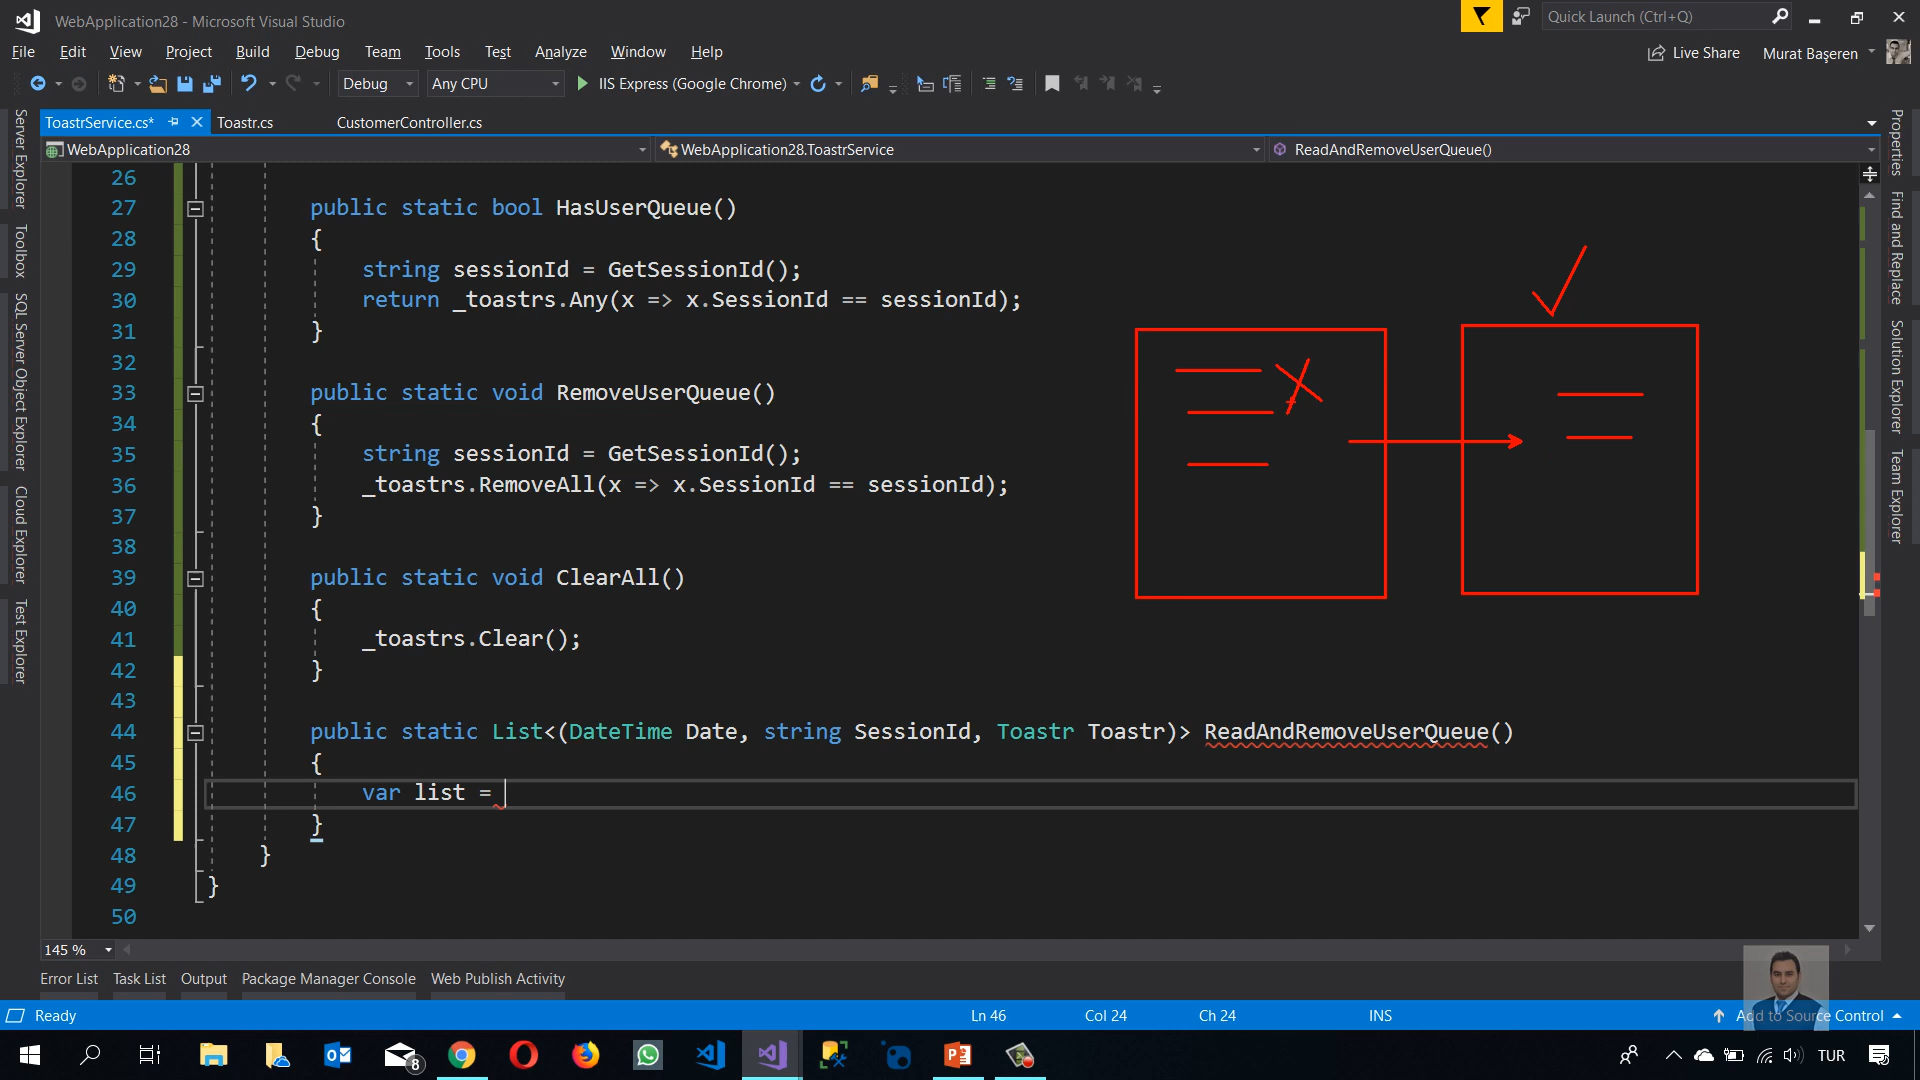 WebApplication28 - Microsoft Visual Studio
Quick Launch (Ctrl+Q)
File Edit View Project Build Debug Team Tools Test Analyze Window Help
Live Share Murat Başeren
Debug Any CPU IIS Express (Google Chrome)
ToastrService.cs* Toastr.cs CustomerController.cs
WebApplication28 WebApplication28.ToastrService ReadAndRemoveUserQueue()
Server Explorer
Toolbox
SQL Server Object Explorer
Cloud Explorer
Test Explorer
26
27 public static bool HasUserQueue()
28 {
29 string sessionId = GetSessionId();
30 return _toastrs.Any(x => x.SessionId == sessionId);
31 }
32
33 public static void RemoveUserQueue()
34 {
35 string sessionId = GetSessionId();
36 _toastrs.RemoveAll(x => x.SessionId == sessionId);
37 }
38
39 public static void ClearAll()
40 {
41 _toastrs.Clear();
42 }
43
44 public static List<(DateTime Date, string SessionId, Toastr Toastr)> ReadAndRemoveUserQueue()
45 {
46 var list =
47 }
48 }
49 }
50
Properties
Find and Replace
Solution Explorer
Team Explorer
145 %
Error List Task List Output Package Manager Console Web Publish Activity
Ready Ln 46 Col 24 Ch 24 INS Add to Source Control
8 TUR